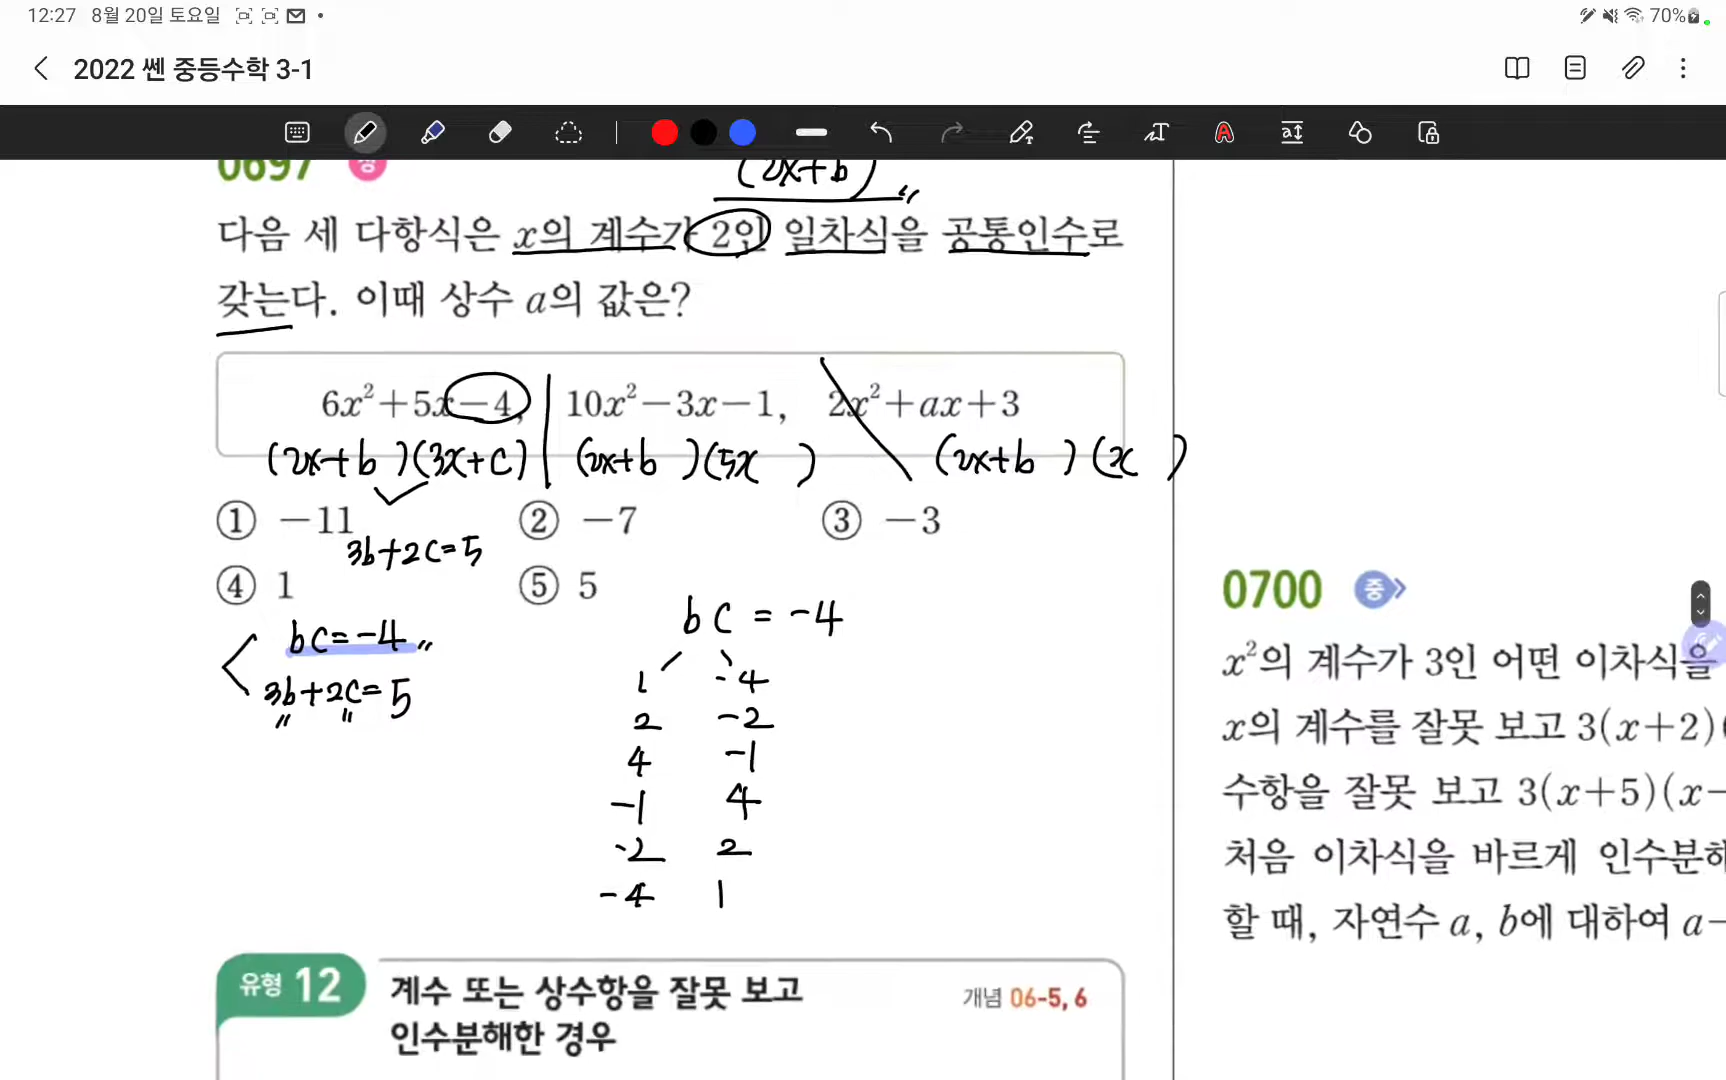 12:27 8월 20일 토요일
70%
2022 쎈 중등수학 3-1
(2x+b)
0697 상
다음 세 다항식은 x의 계수가 2인 일차식을 공통인수로
갖는다. 이때 상수 a의 값은?
6x²+5x-4, 10x²-3x-1, 2x²+ax+3
(2x+b)(3x+c) (2x+b)(5x ) (2x+b)(x )
① -11 ② -7 ③ -3
3b+2c=5
④ 1 ⑤ 5
bc=-4
3b+2c=5
bc=-4
1 -4
2 -2
4 -1
-1 4
-2 2
-4 1
유형 12 계수 또는 상수항을 잘못 보고
인수분해한 경우
개념 06-5, 6
0700 중
x²의 계수가 3인 어떤 이차식을
x의 계수를 잘못 보고 3(x+2)(
수항을 잘못 보고 3(x+5)(x-
처음 이차식을 바르게 인수분해
할 때, 자연수 a, b에 대하여 a-